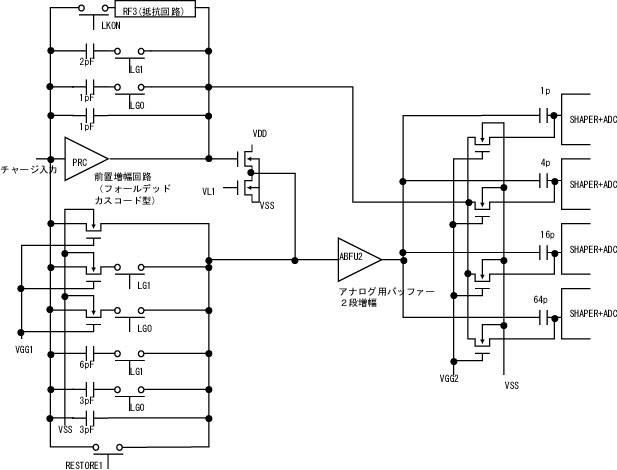 RF3(抵抗回路)
LKON
2pF
LG1
1pF
LG0
1pF
1p
SHAPER+ADC
チャージ入力
PRC
前置増幅回路
(フォールデッド
カスコード型)
VDD
VL1
VSS
4p
SHAPER+ADC
16p
SHAPER+ADC
ABFU2
アナログ用バッファー
2段増幅
64p
SHAPER+ADC
LG1
LG0
VGG1
6pF
LG1
3pF
LG0
VSS
3pF
RESTORE1
VGG2
VSS